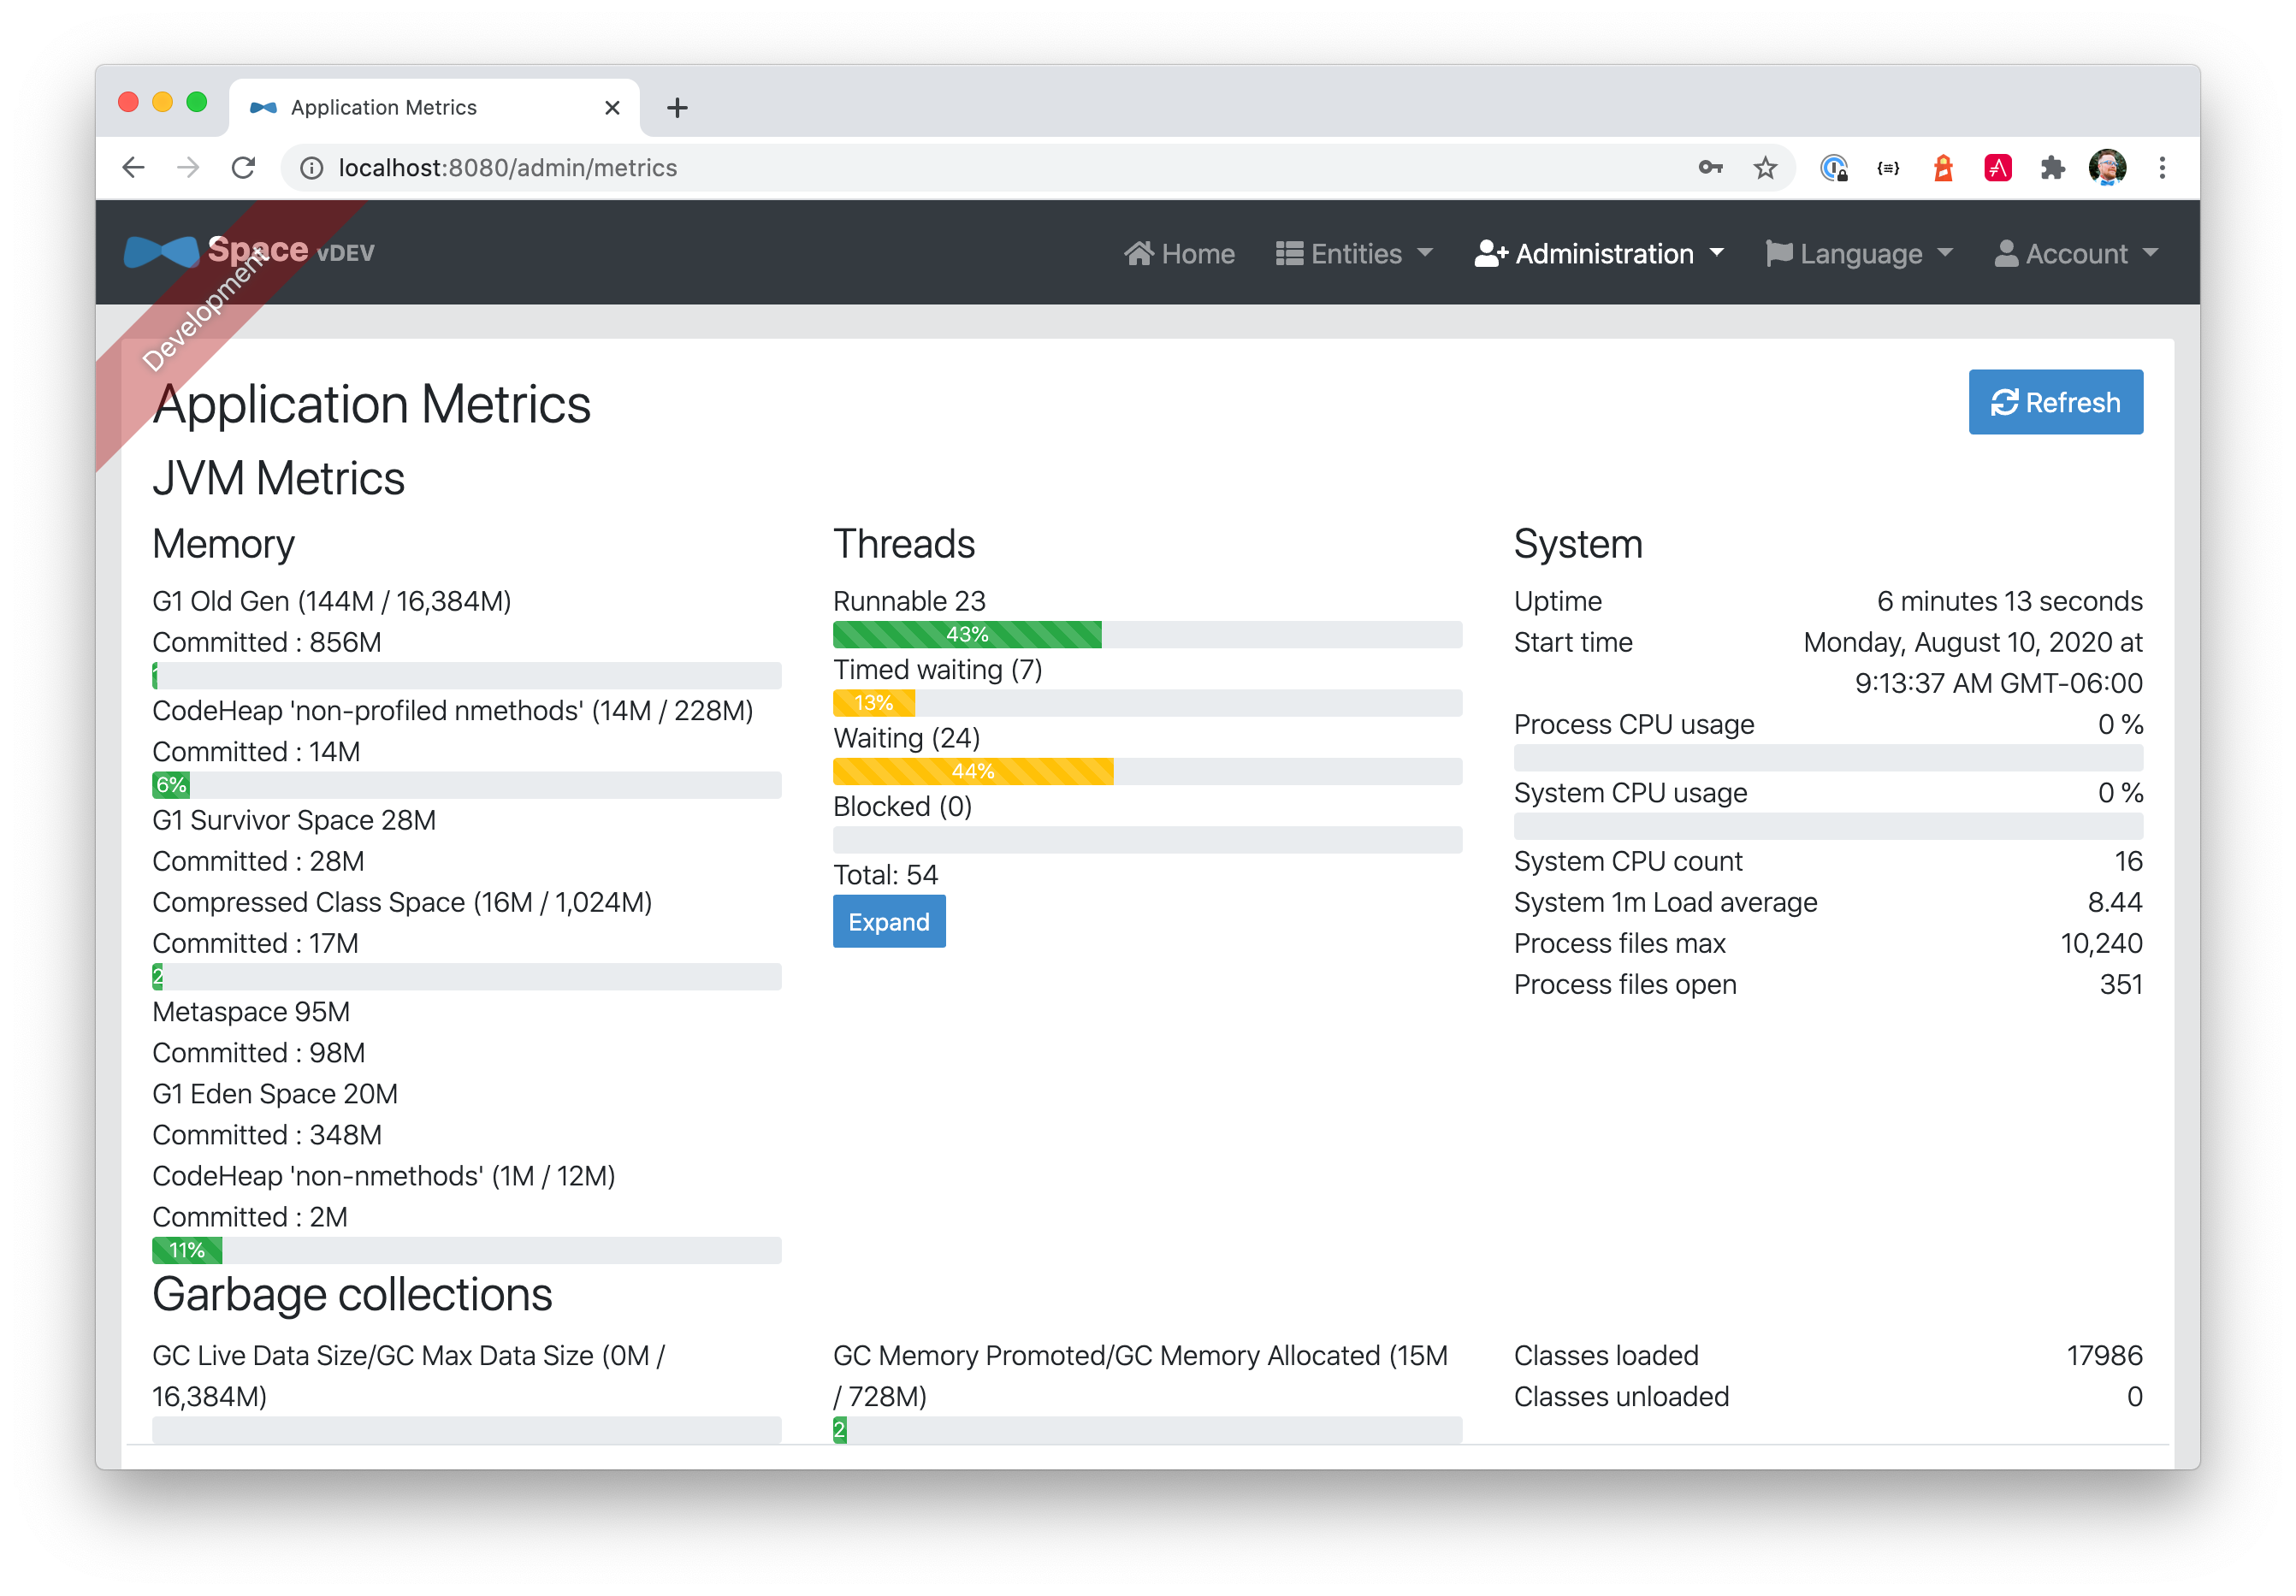 Application Metrics
localhost:8080/admin/metrics
Space vDEV
Home
Entities
Administration
Language
Account
Development
Application Metrics
Refresh
JVM Metrics
Memory
G1 Old Gen (144M / 16,384M)
Committed : 856M
1
CodeHeap 'non-profiled nmethods' (14M / 228M)
Committed : 14M
6%
G1 Survivor Space 28M
Committed : 28M
Compressed Class Space (16M / 1,024M)
Committed : 17M
2
Metaspace 95M
Committed : 98M
G1 Eden Space 20M
Committed : 348M
CodeHeap 'non-nmethods' (1M / 12M)
Committed : 2M
11%
Threads
Runnable 23
43%
Timed waiting (7)
13%
Waiting (24)
44%
Blocked (0)
Total: 54
Expand
System
Uptime 6 minutes 13 seconds
Start time Monday, August 10, 2020 at
9:13:37 AM GMT-06:00
Process CPU usage 0 %
System CPU usage 0 %
System CPU count 16
System 1m Load average 8.44
Process files max 10,240
Process files open 351
Garbage collections
GC Live Data Size/GC Max Data Size (0M /
16,384M)
GC Memory Promoted/GC Memory Allocated (15M
/ 728M)
2
Classes loaded 17986
Classes unloaded 0